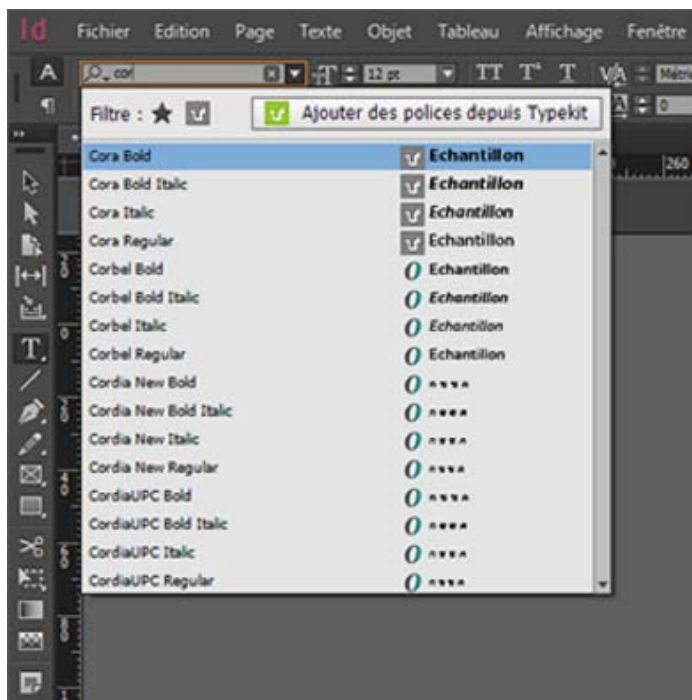 Id Fichier Edition Page Texte Objet Tableau Affichage Fenêtre
A cor T 12 pt TT T¹ T VA
¶ 0
Filtre : Ajouter des polices depuis Typekit
Cora Bold Echantillon
Cora Bold Italic Echantillon
Cora Italic Echantillon
Cora Regular Echantillon
Corbel Bold Echantillon
Corbel Bold Italic Echantillon
Corbel Italic Echantillon
Corbel Regular Echantillon
Cordia New Bold
Cordia New Bold Italic
Cordia New Italic
Cordia New Regular
CordiaUPC Bold
CordiaUPC Bold Italic
CordiaUPC Italic
CordiaUPC Regular
260